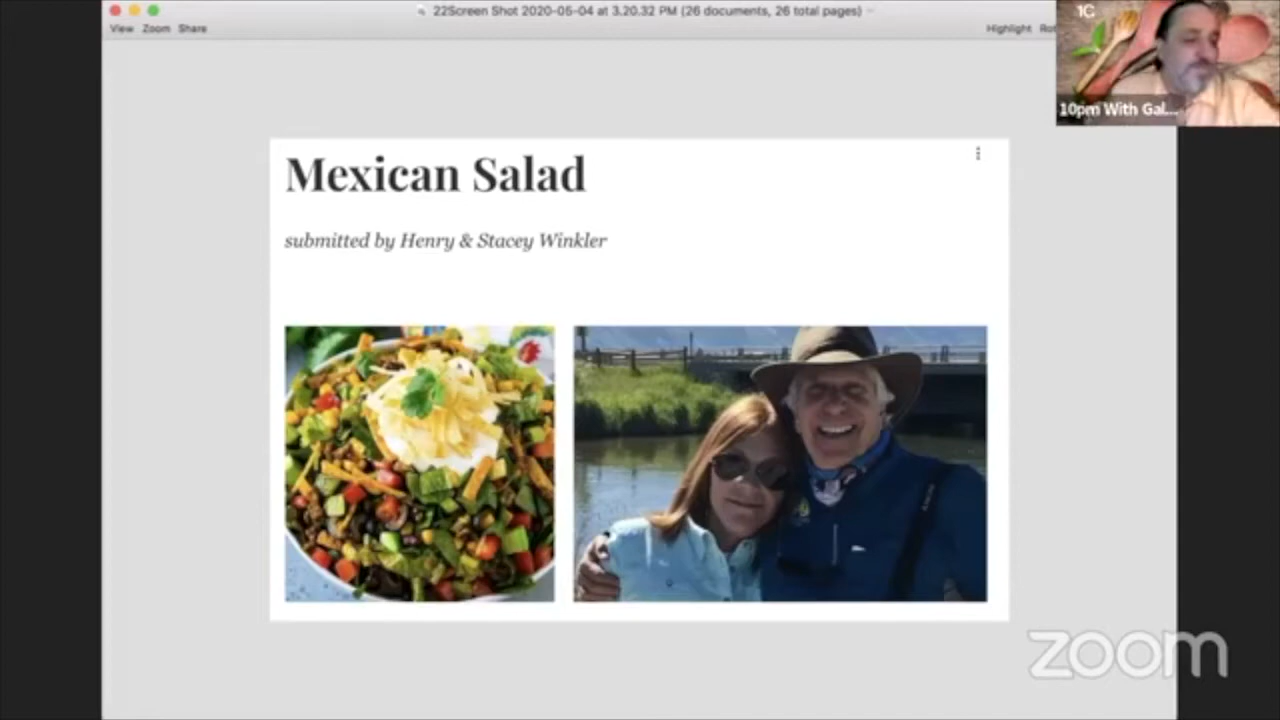 22Screen Shot 2020-05-04 at 3.20.32 PM (26 documents, 26 total pages)
View Zoom Share
Highlight
10pm With Gal...
Mexican Salad
submitted by Henry & Stacey Winkler
zoom